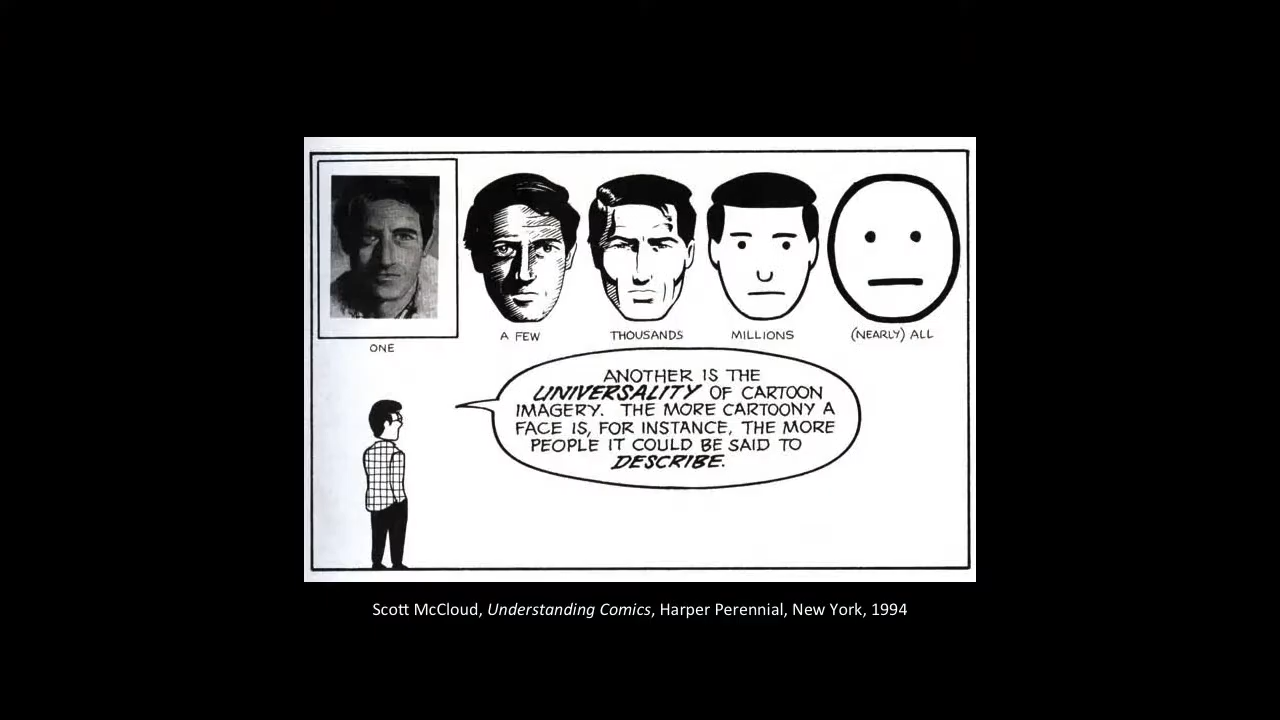 ONE
A FEW
THOUSANDS
MILLIONS
(NEARLY) ALL
ANOTHER IS THE
UNIVERSALITY OF CARTOON
IMAGERY. THE MORE CARTOONY A
FACE IS, FOR INSTANCE, THE MORE
PEOPLE IT COULD BE SAID TO
DESCRIBE.
Scott McCloud, Understanding Comics, Harper Perennial, New York, 1994